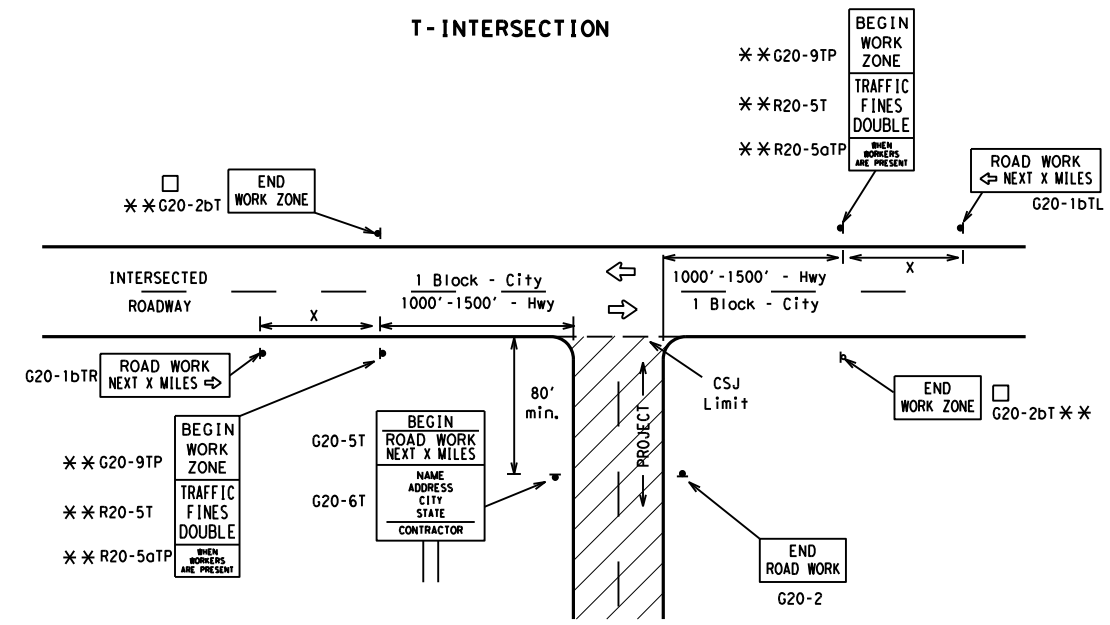 T-INTERSECTION
BEGIN
WORK
ZONE
TRAFFIC
FINES
DOUBLE
WHEN
WORKERS
ARE PRESENT
**G20-9TP
**R20-5T
**R20-5aTP
ROAD WORK
⇦ NEXT X MILES
G20-1bTL
END
WORK ZONE
□
**G20-2bT
INTERSECTED
ROADWAY
1 Block - City
1000'-1500' - Hwy
1000'-1500' - Hwy
1 Block - City
X
X
G20-1bTR
ROAD WORK
NEXT X MILES ⇨
80'
min.
CSJ
Limit
PROJECT
END
WORK ZONE
□
G20-2bT **
BEGIN
WORK
ZONE
TRAFFIC
FINES
DOUBLE
WHEN
WORKERS
ARE PRESENT
**G20-9TP
**R20-5T
**R20-5aTP
G20-5T
G20-6T
BEGIN
ROAD WORK
NEXT X MILES
NAME
ADDRESS
CITY
STATE
CONTRACTOR
END
ROAD WORK
G20-2